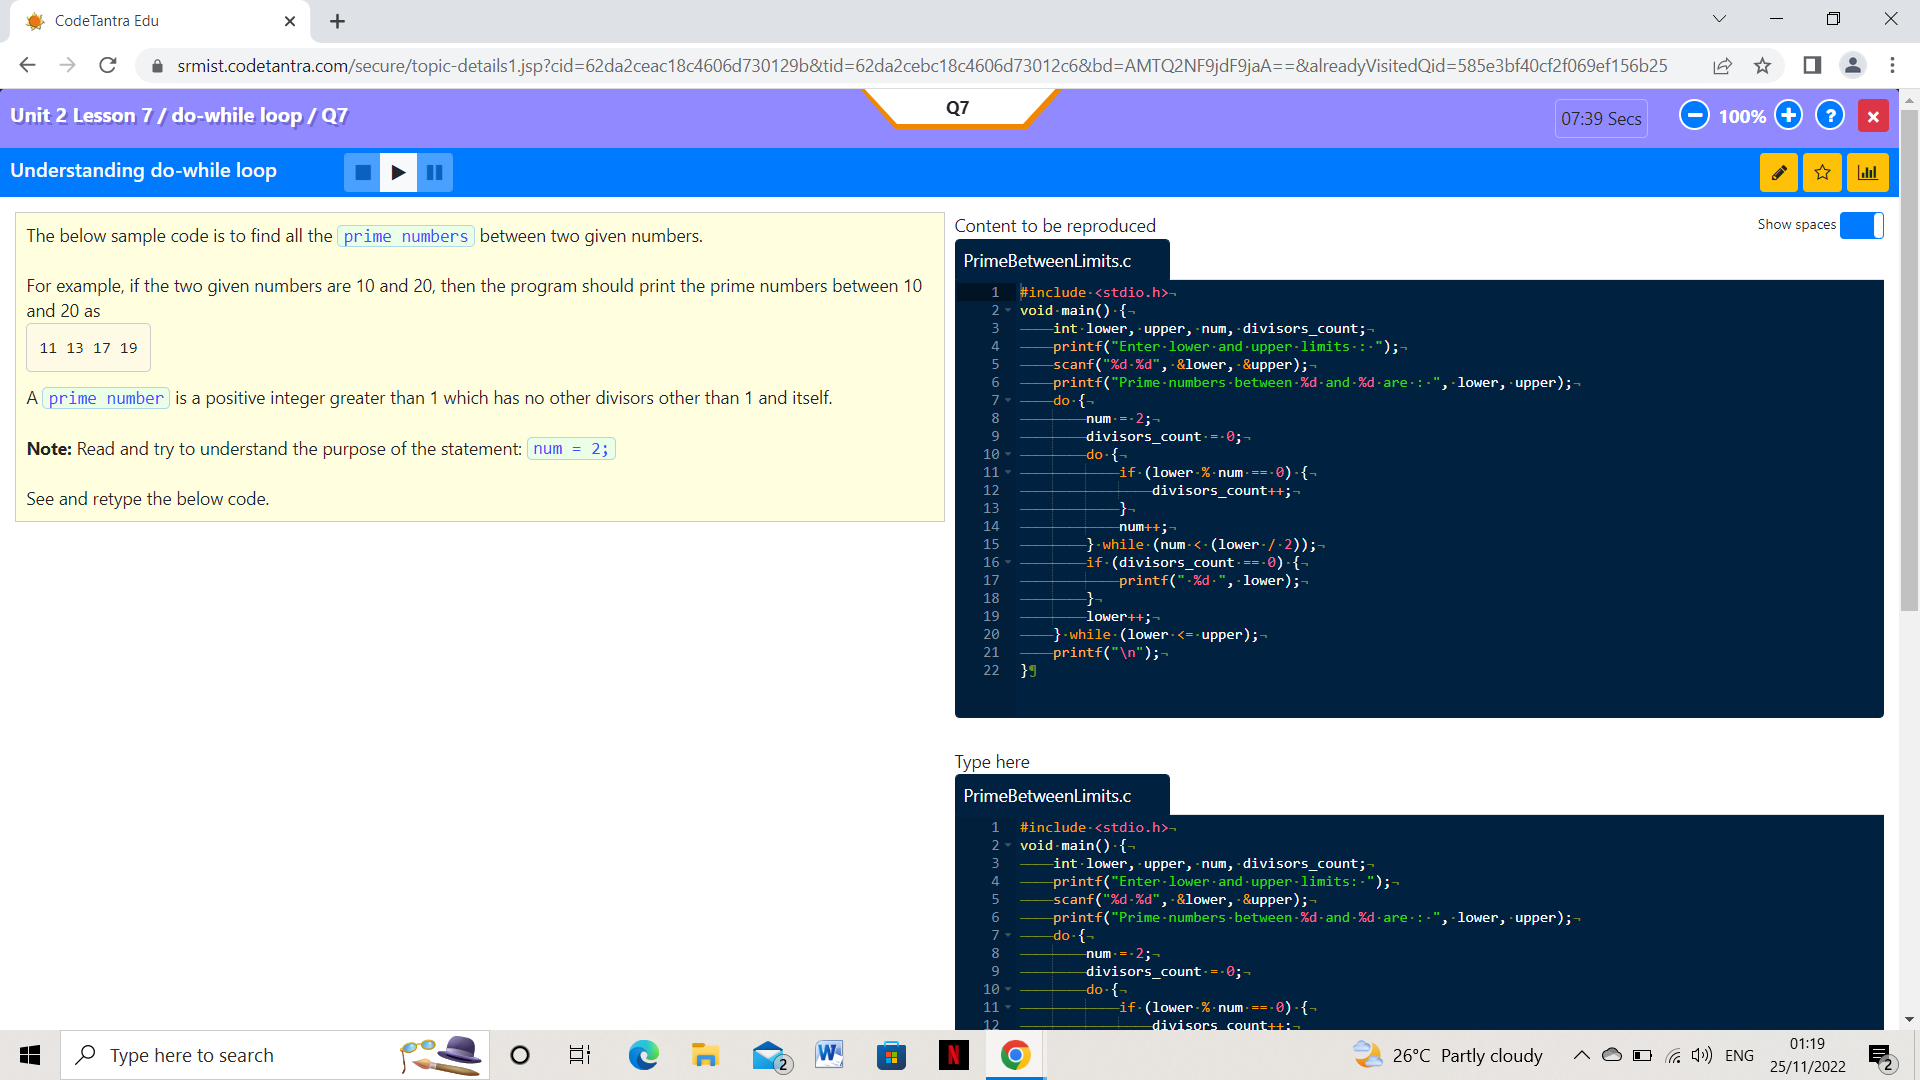 CodeTantra Edu
srmist.codetantra.com/secure/topic-details1.jsp?cid=62da2ceac18c4606d730129b&tid=62da2cebc18c4606d73012c6&bd=AMTQ2NF9jdF9jaA==&alreadyVisitedQid=585e3bf40cf2f069ef156b25
Unit 2 Lesson 7 / do-while loop / Q7
Q7
07:39 Secs
100%
?
Understanding do-while loop
The below sample code is to find all the prime numbers between two given numbers.
For example, if the two given numbers are 10 and 20, then the program should print the prime numbers between 10
and 20 as
11 13 17 19
A prime number is a positive integer greater than 1 which has no other divisors other than 1 and itself.
Note: Read and try to understand the purpose of the statement: num = 2;
See and retype the below code.
Content to be reproduced
Show spaces
PrimeBetweenLimits.c
1 #include <stdio.h>
2 void main() {
3 int lower, upper, num, divisors_count;
4 printf("Enter lower and upper limits : ");
5 scanf("%d %d", &lower, &upper);
6 printf("Prime numbers between %d and %d are : ", lower, upper);
7 do {
8 num = 2;
9 divisors_count = 0;
10 do {
11 if (lower % num == 0) {
12 divisors_count++;
13 }
14 num++;
15 } while (num < (lower / 2));
16 if (divisors_count == 0) {
17 printf(" %d ", lower);
18 }
19 lower++;
20 } while (lower <= upper);
21 printf("\n");
22 }
Type here
PrimeBetweenLimits.c
1 #include <stdio.h>
2 void main() {
3 int lower, upper, num, divisors_count;
4 printf("Enter lower and upper limits: ");
5 scanf("%d %d", &lower, &upper);
6 printf("Prime numbers between %d and %d are : ", lower, upper);
7 do {
8 num = 2;
9 divisors_count = 0;
10 do {
11 if (lower % num == 0) {
12 divisors_count++;
Type here to search
2
W
N
26°C Partly cloudy
ENG
01:19
25/11/2022
2